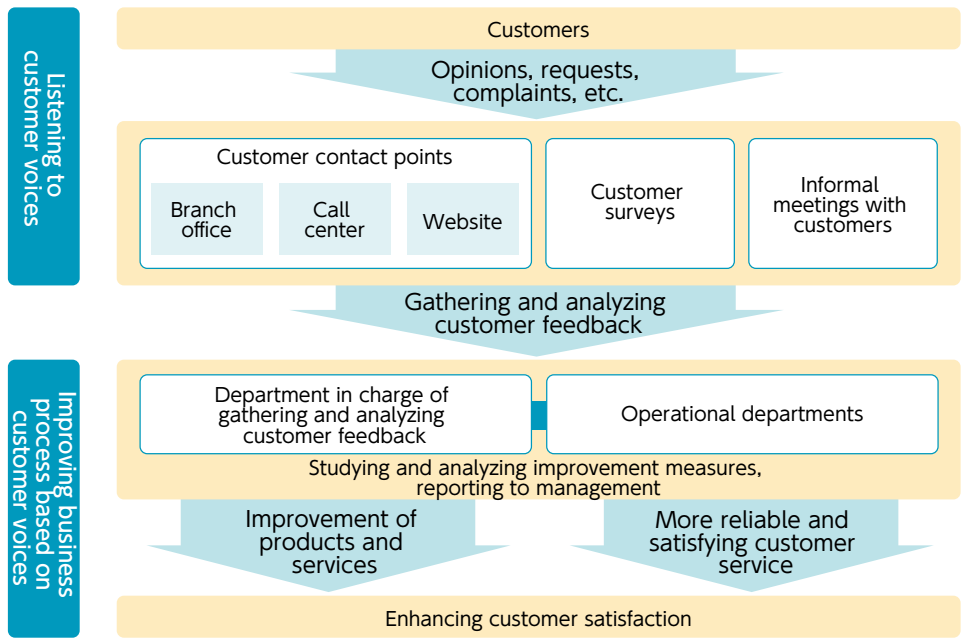 Listening to
customer voices
Customers
Opinions, requests,
complaints, etc.
Customer contact points
Branch
office
Call
center
Website
Customer
surveys
Informal
meetings with
customers
Gathering and analyzing
customer feedback
Improving business
process based on
customer voices
Department in charge of
gathering and analyzing
customer feedback
Operational departments
Studying and analyzing improvement measures,
reporting to management
Improvement of
products and
services
More reliable and
satisfying customer
service
Enhancing customer satisfaction